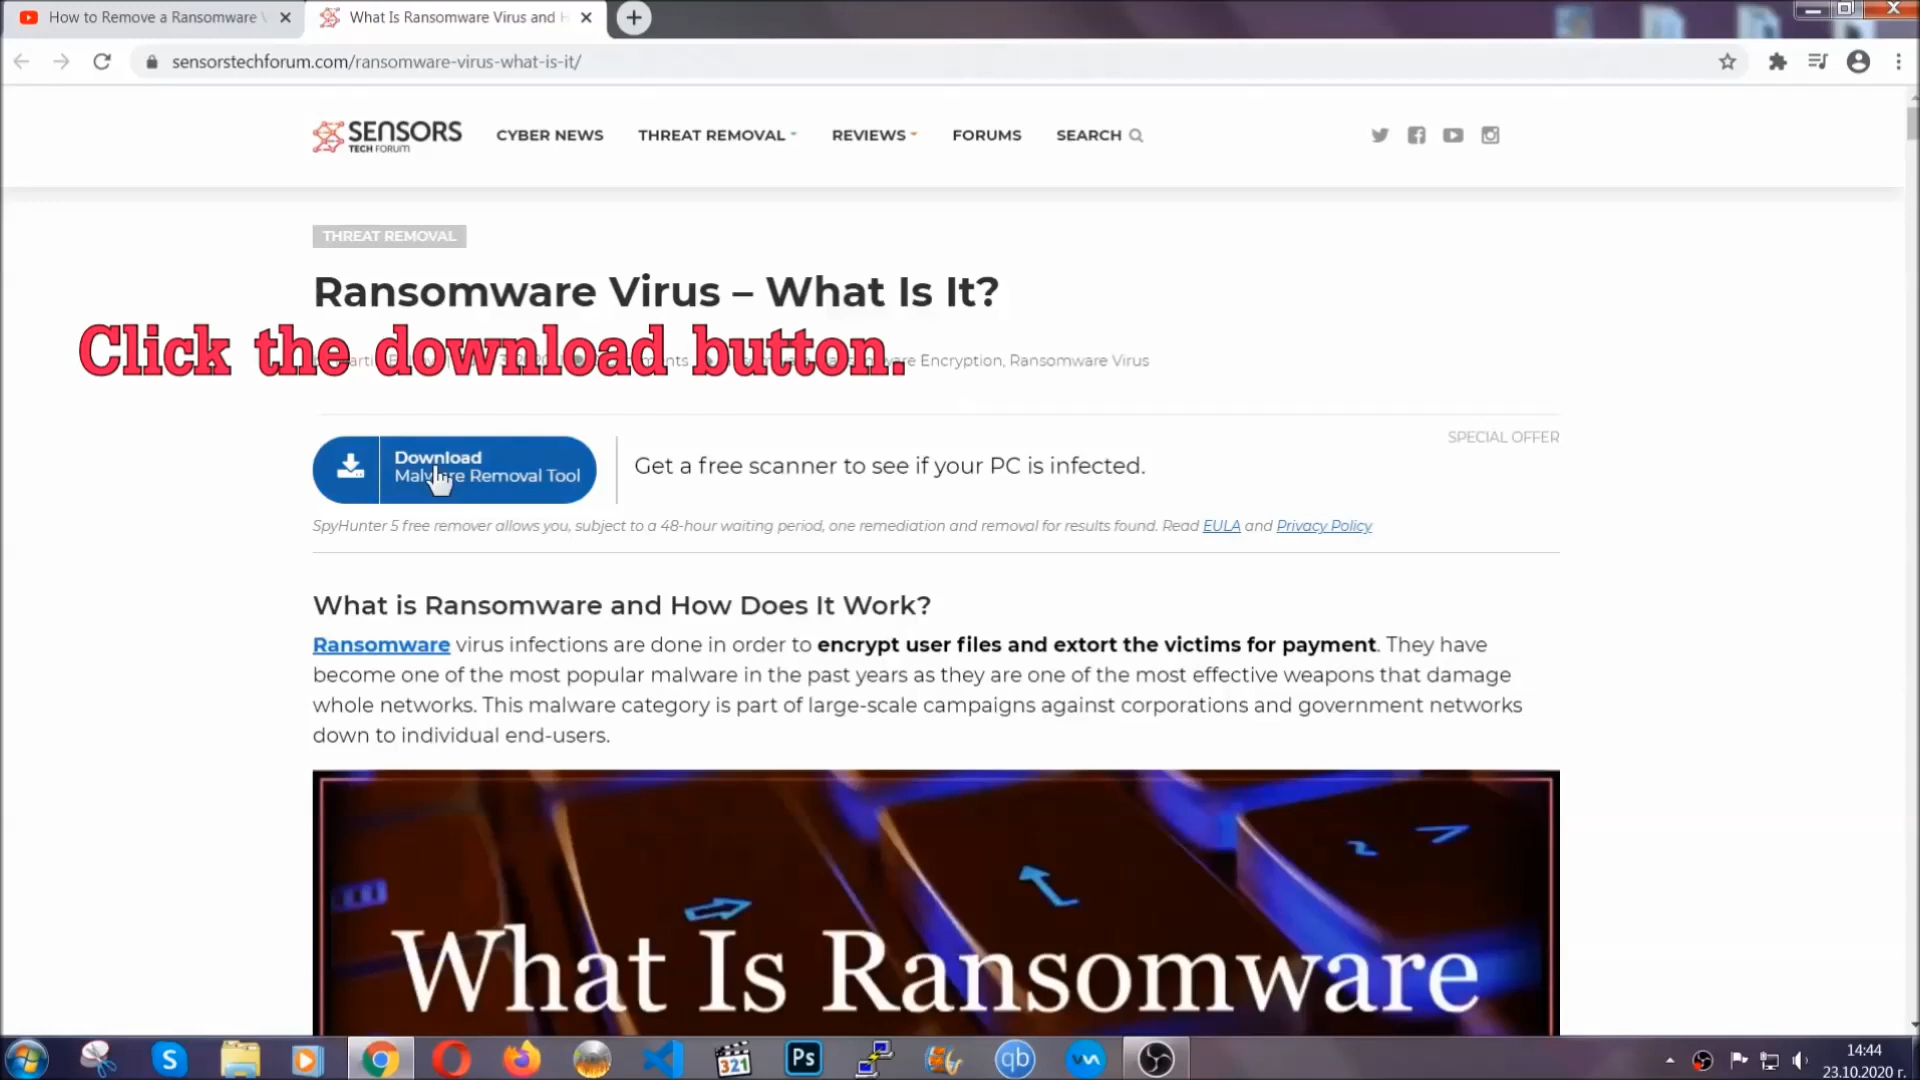 How to Remove a Ransomware
What Is Ransomware Virus and
sensorstechforum.com/ransomware-virus-what-is-it/
SENSORS
TECH FORUM
CYBER NEWS
THREAT REMOVAL
REVIEWS
FORUMS
SEARCH
THREAT REMOVAL
Ransomware Virus – What Is It?
Click the download button.
Encryption, Ransomware Virus
SPECIAL OFFER
Download
Malware Removal Tool
Get a free scanner to see if your PC is infected.
SpyHunter 5 free remover allows you, subject to a 48-hour waiting period, one remediation and removal for results found. Read EULA and Privacy Policy
What is Ransomware and How Does It Work?
Ransomware virus infections are done in order to encrypt user files and extort the victims for payment. They have
become one of the most popular malware in the past years as they are one of the most effective weapons that damage
whole networks. This malware category is part of large-scale campaigns against corporations and government networks
down to individual end-users.
What Is Ransomware
S
321
Ps
qb
14:44
23.10.2020 г.